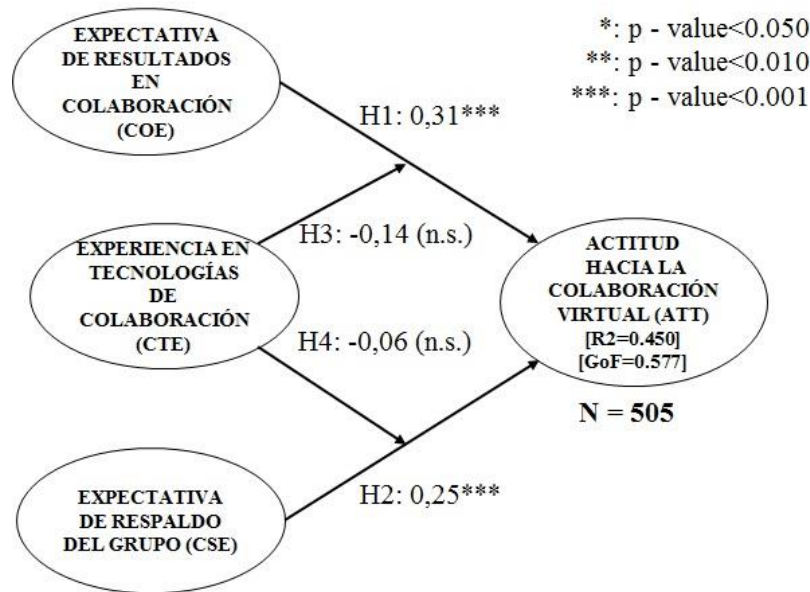 EXPECTATIVA
DE RESULTADOS
EN
COLABORACIÓN
(COE)
*: p - value<0.050
**: p - value<0.010
***: p - value<0.001
H1: 0,31***
H3: -0,14 (n.s.)
EXPERIENCIA EN
TECNOLOGÍAS
DE
COLABORACIÓN
(CTE)
ACTITUD
HACIA LA
COLABORACIÓN
VIRTUAL (ATT)
[R2=0.450]
[GoF=0.577]
H4: -0,06 (n.s.)
N = 505
H2: 0,25***
EXPECTATIVA
DE RESPALDO
DEL GRUPO (CSE)